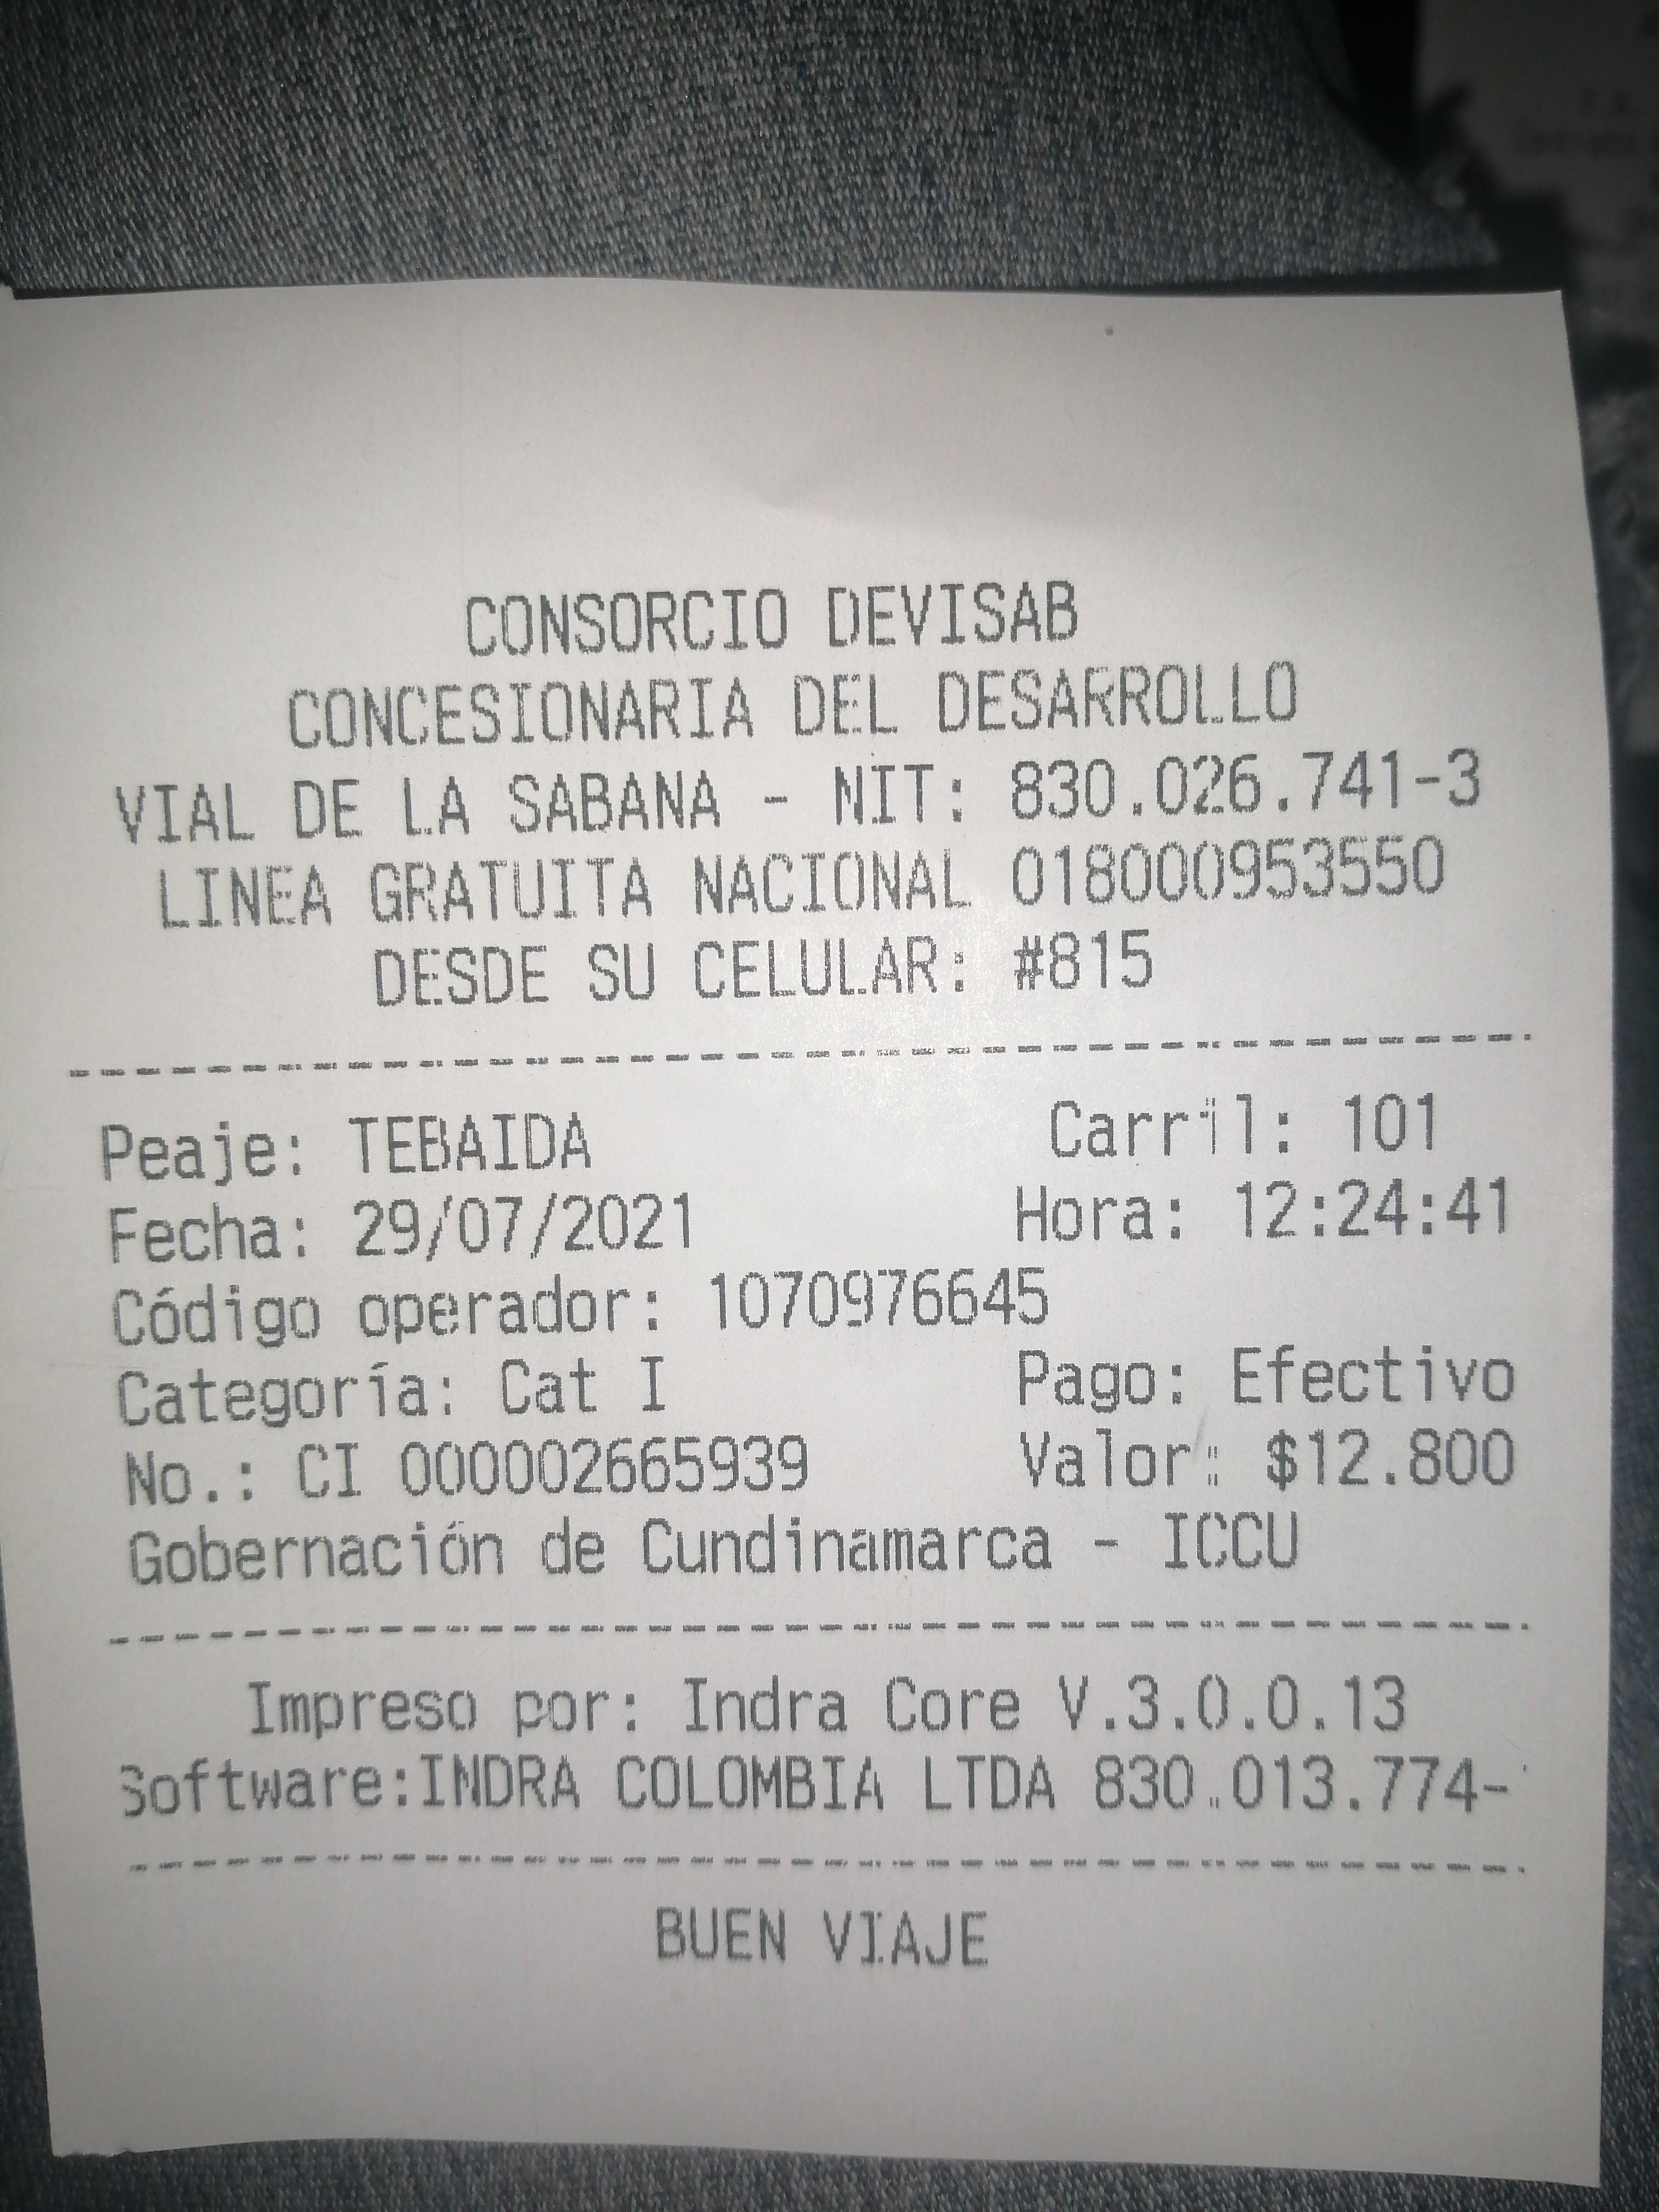 CONSORCIO DEVISAB
CONCESIONARIA DEL DESARROLLO
VIAL DE LA SABANA - NIT: 830.026.741-3
LINEA GRATUITA NACIONAL 018000953550
DESDE SU CELULAR: #815
Peaje: TEBAIDA Carril: 101
Fecha: 29/07/2021 Hora: 12:24:41
Código operador: 1070976645
Categoría: Cat I Pago: Efectivo
No.: CI 000002665939 Valor: $12.800
Gobernación de Cundinamarca - ICCU
Impreso por: Indra Core V.3.0.0.13
Software:INDRA COLOMBIA LTDA 830.013.774-
BUEN VIAJE